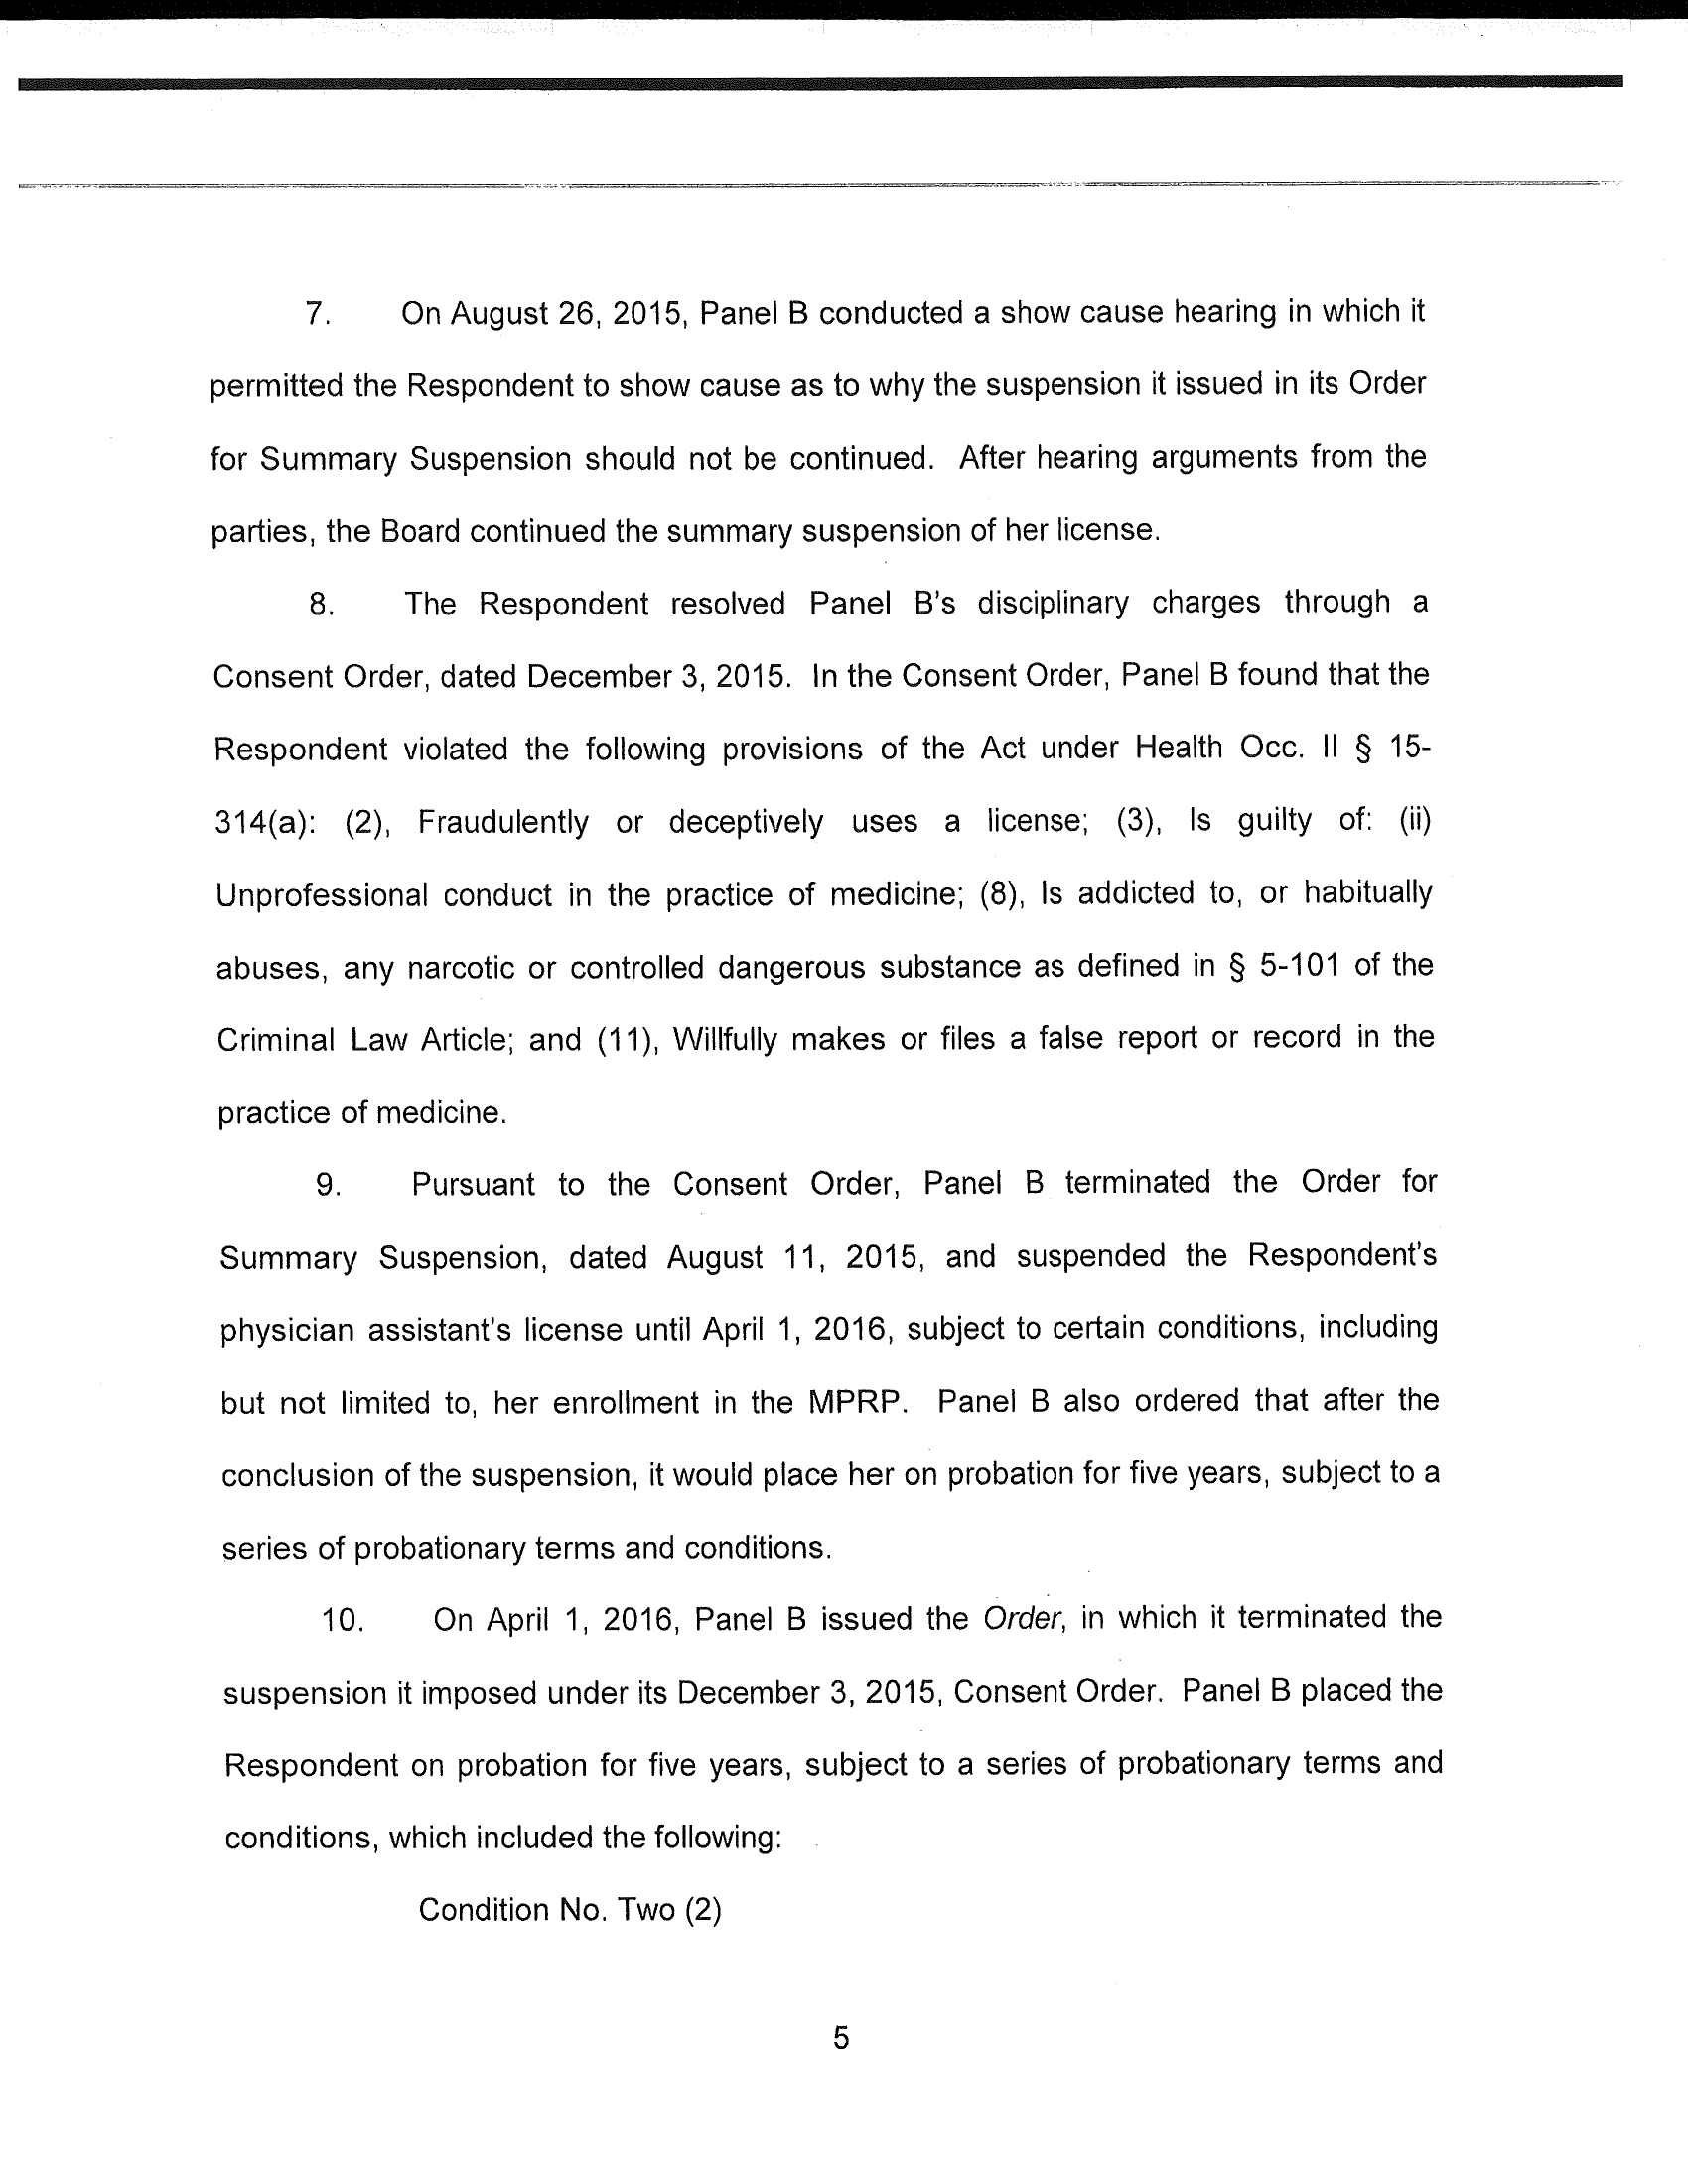 7. On August 26, 2015, Panel B conducted a show cause hearing in which it
permitted the Respondent to show cause as to why the suspension it issued in its Order
for Summary Suspension should not be continued. After hearing arguments from the
parties, the Board continued the summary suspension of her license.
8. The Respondent resolved Panel B's disciplinary charges through a
Consent Order, dated December 3, 2015. In the Consent Order, Panel B found that the
Respondent violated the following provisions of the Act under Health Occ. II § 15-
314(a): (2), Fraudulently or deceptively uses a license; (3), Is guilty of: (ii)
Unprofessional conduct in the practice of medicine; (8), Is addicted to, or habitually
abuses, any narcotic or controlled dangerous substance as defined in § 5-101 of the
Criminal Law Article; and (11), Willfully makes or files a false report or record in the
practice of medicine.
9. Pursuant to the Consent Order, Panel B terminated the Order for
Summary Suspension, dated August 11, 2015, and suspended the Respondent's
physician assistant's license until April 1, 2016, subject to certain conditions, including
but not limited to, her enrollment in the MPRP. Panel B also ordered that after the
conclusion of the suspension, it would place her on probation for five years, subject to a
series of probationary terms and conditions.
10. On April 1, 2016, Panel B issued the Order, in which it terminated the
suspension it imposed under its December 3, 2015, Consent Order. Panel B placed the
Respondent on probation for five years, subject to a series of probationary terms and
conditions, which included the following:
Condition No. Two (2)
5